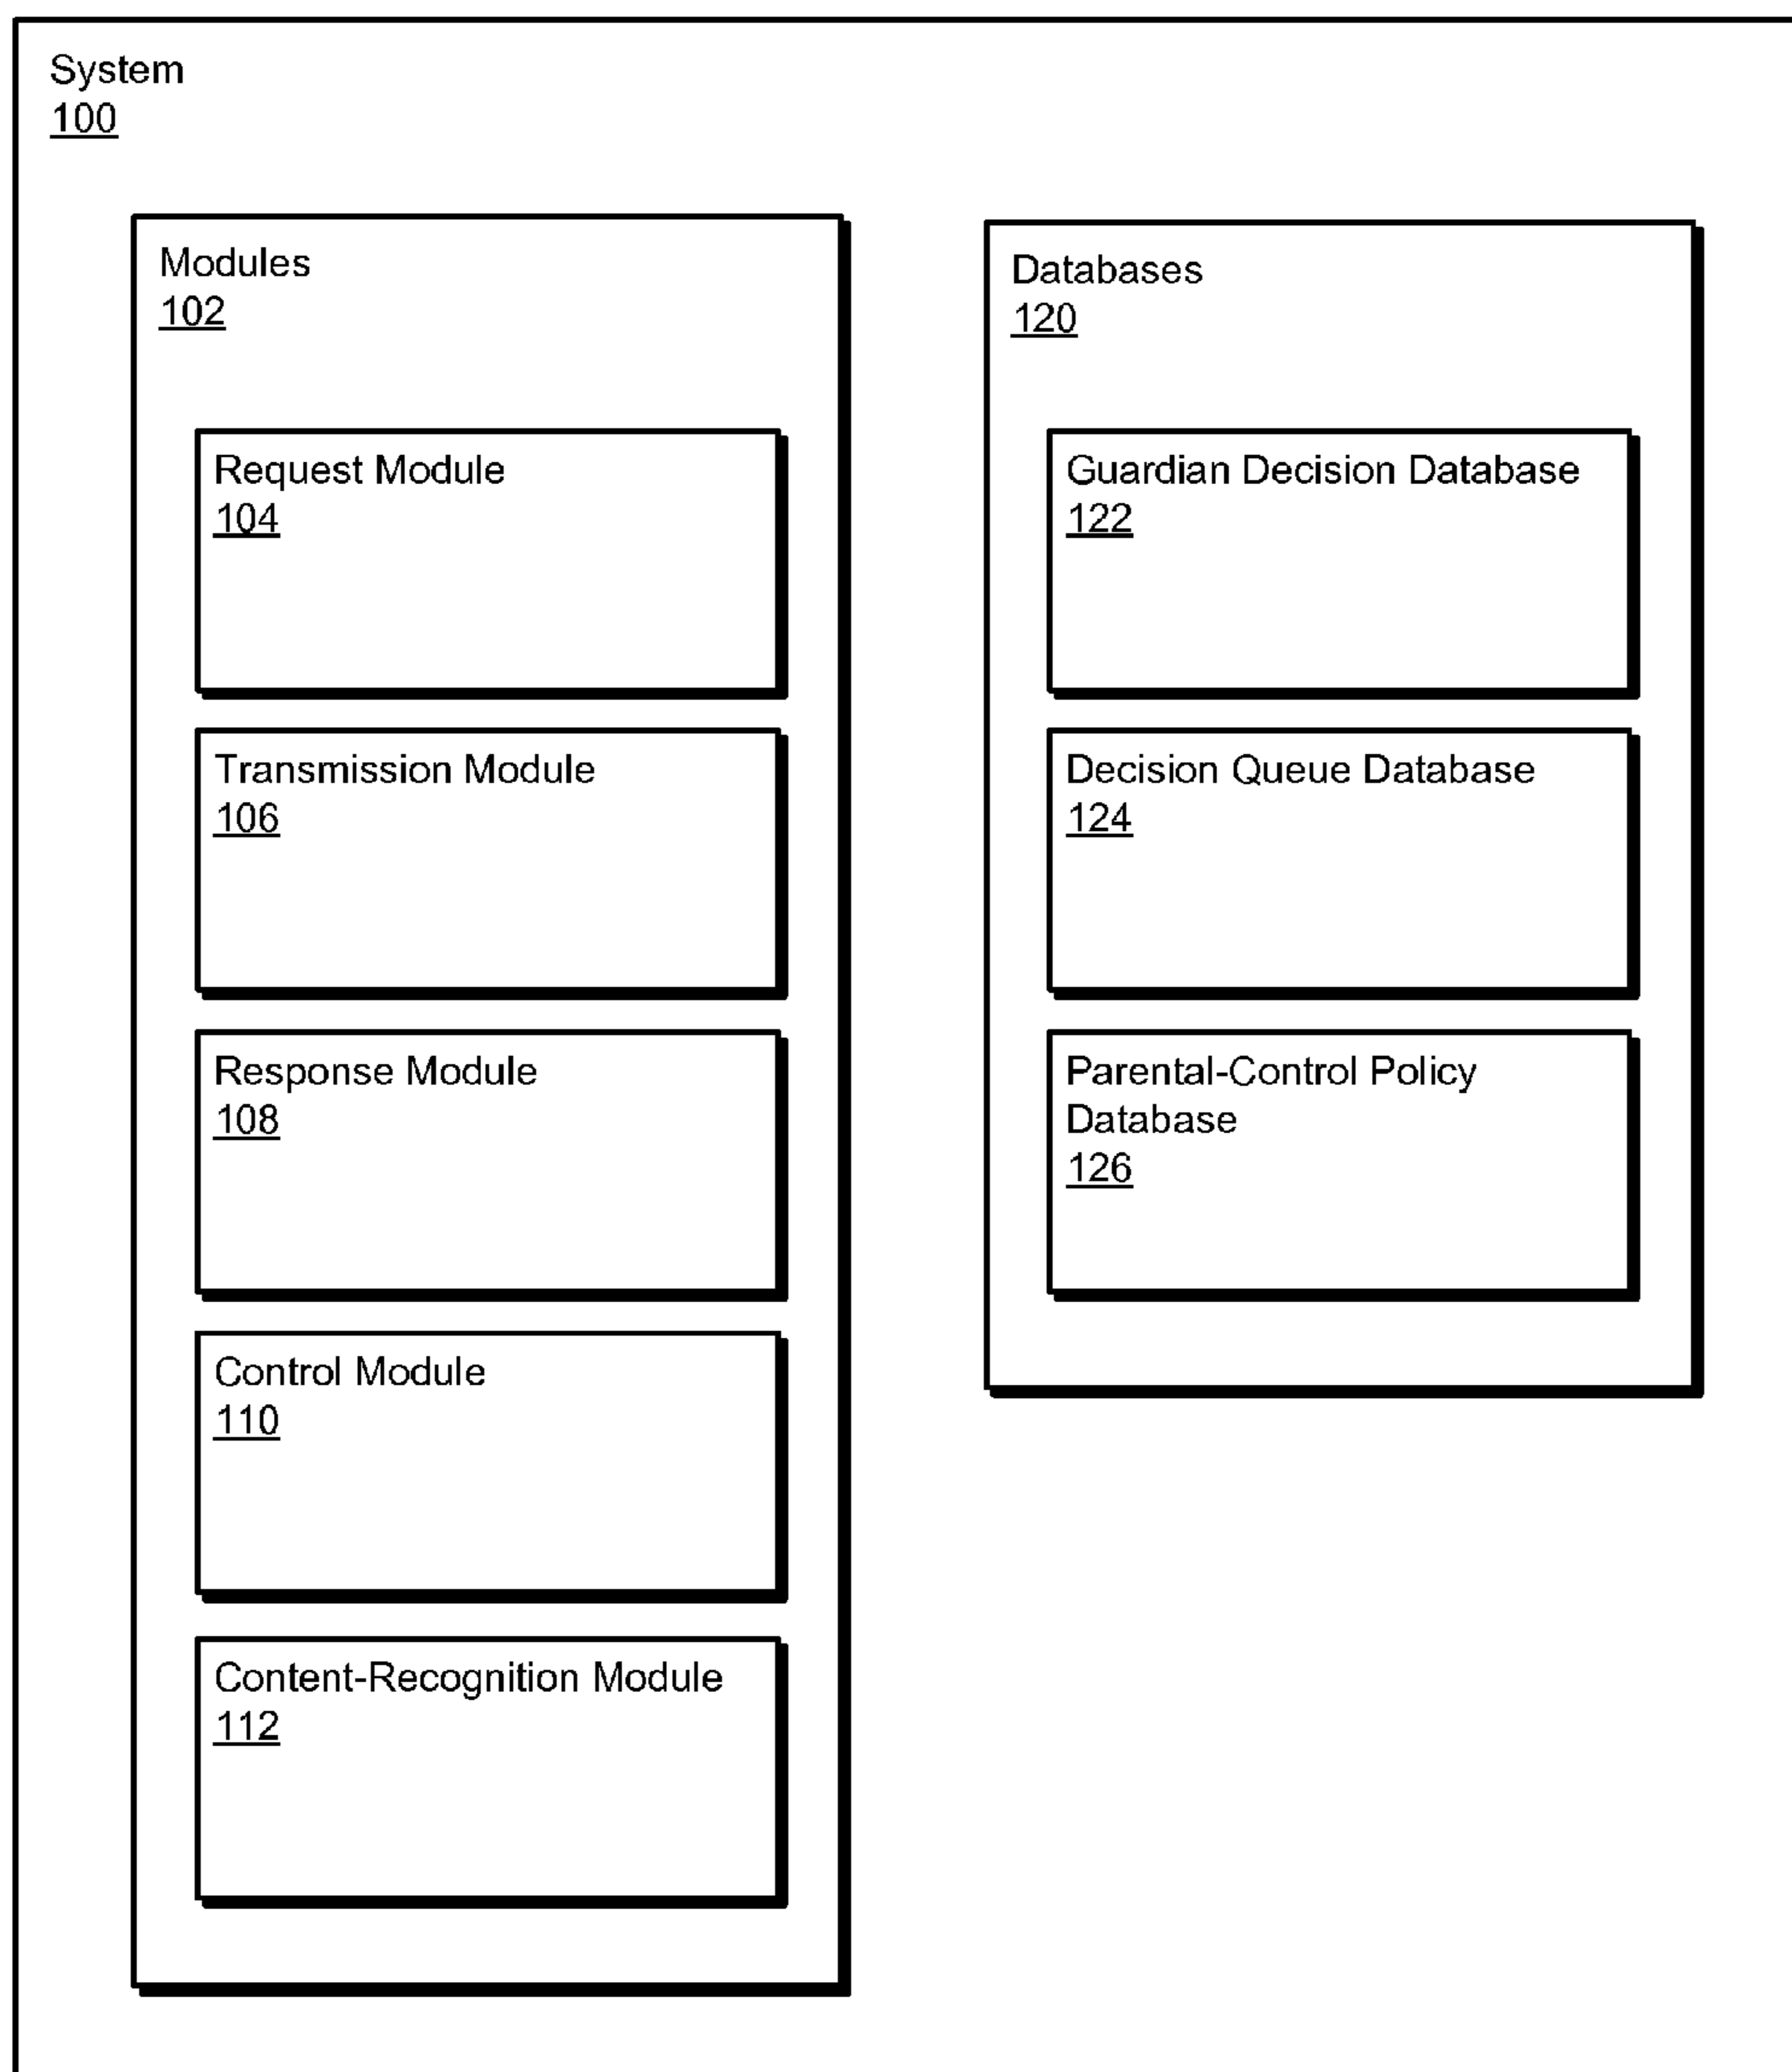 System
100
Modules
102
Request Module
104
Transmission Module
106
Response Module
108
Control Module
110
Content-Recognition Module
112
Databases
120
Guardian Decision Database
122
Decision Queue Database
124
Parental-Control Policy
Database
126